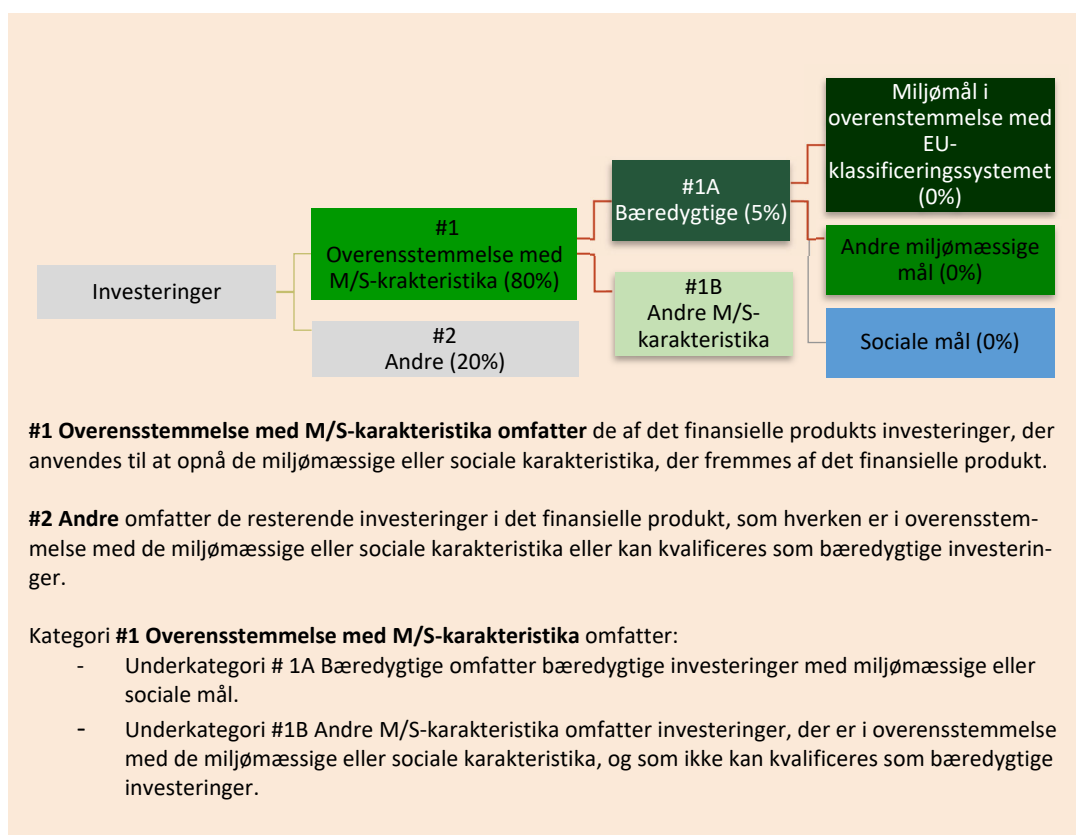 Investeringer
#1
Overensstemmelse med
M/S-krakteristika (80%)
#2
Andre (20%)
#1A
Bæredygtige (5%)
#1B
Andre M/S-
karakteristika
Miljømål i
overenstemmelse med
EU-
klassificeringssystemet
(0%)
Andre miljømæssige
mål (0%)
Sociale mål (0%)
#1 Overensstemmelse med M/S-karakteristika omfatter de af det finansielle produkts investeringer, der
anvendes til at opnå de miljømæssige eller sociale karakteristika, der fremmes af det finansielle produkt.
#2 Andre omfatter de resterende investeringer i det finansielle produkt, som hverken er i overensstem-
melse med de miljømæssige eller sociale karakteristika eller kan kvalificeres som bæredygtige investerin-
ger.
Kategori #1 Overensstemmelse med M/S-karakteristika omfatter:
- Underkategori # 1A Bæredygtige omfatter bæredygtige investeringer med miljømæssige eller
sociale mål.
- Underkategori #1B Andre M/S-karakteristika omfatter investeringer, der er i overensstemmelse
med de miljømæssige eller sociale karakteristika, og som ikke kan kvalificeres som bæredygtige
investeringer.